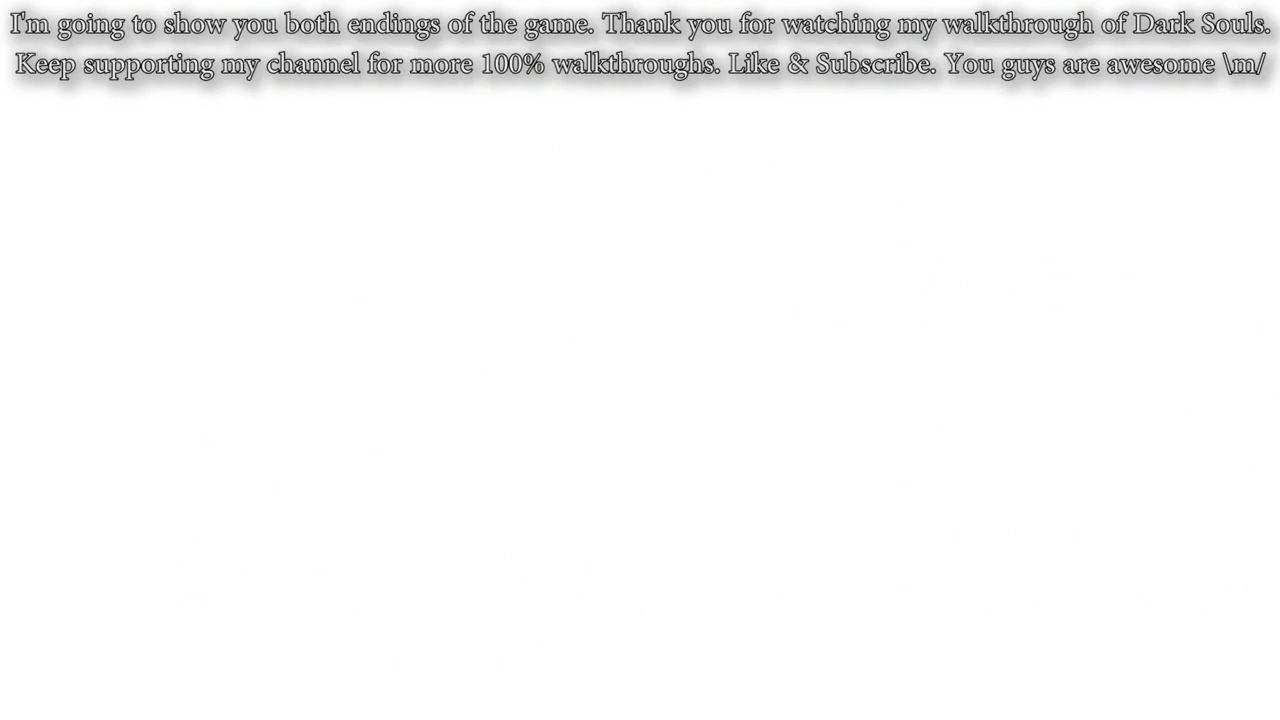 I'm going to show you both endings of the game. Thank you for watching my walkthrough of Dark Souls.
Keep supporting my channel for more 100% walkthroughs. Like & Subscribe. You guys are awesome \m/